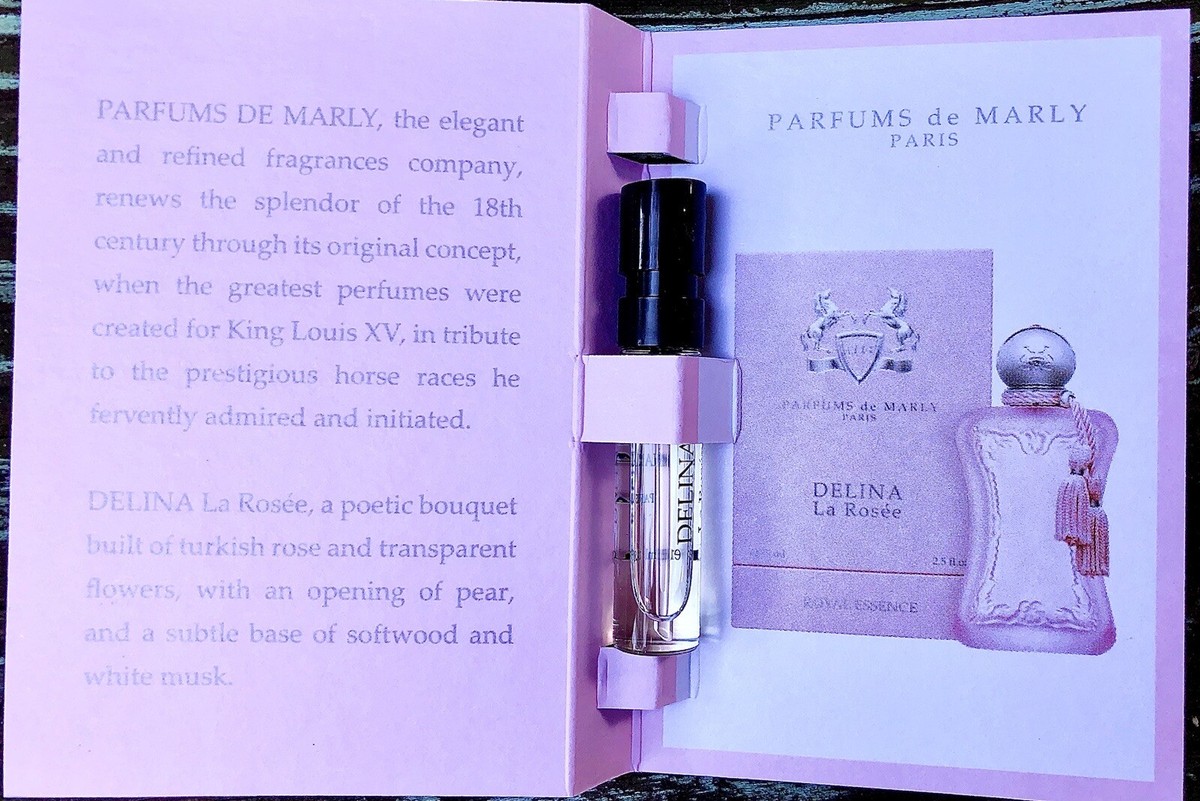 PARFUMS DE MARLY, the elegant
and refined fragrances company,
renews the splendor of the 18th
century through its original concept,
when the greatest perfumes were
created for King Louis XV, in tribute
to the prestigious horse races he
fervently admired and initiated.
DELINA La Rosée, a poetic bouquet
built of turkish rose and transparent
flowers, with an opening of pear,
and a subtle base of softwood and
white musk.
DELINA
PARFUMS de MARLY
PARIS
PARFUMS de MARLY
PARIS
DELINA
La Rosée
2.5 fl
ROYAL ESSENCE